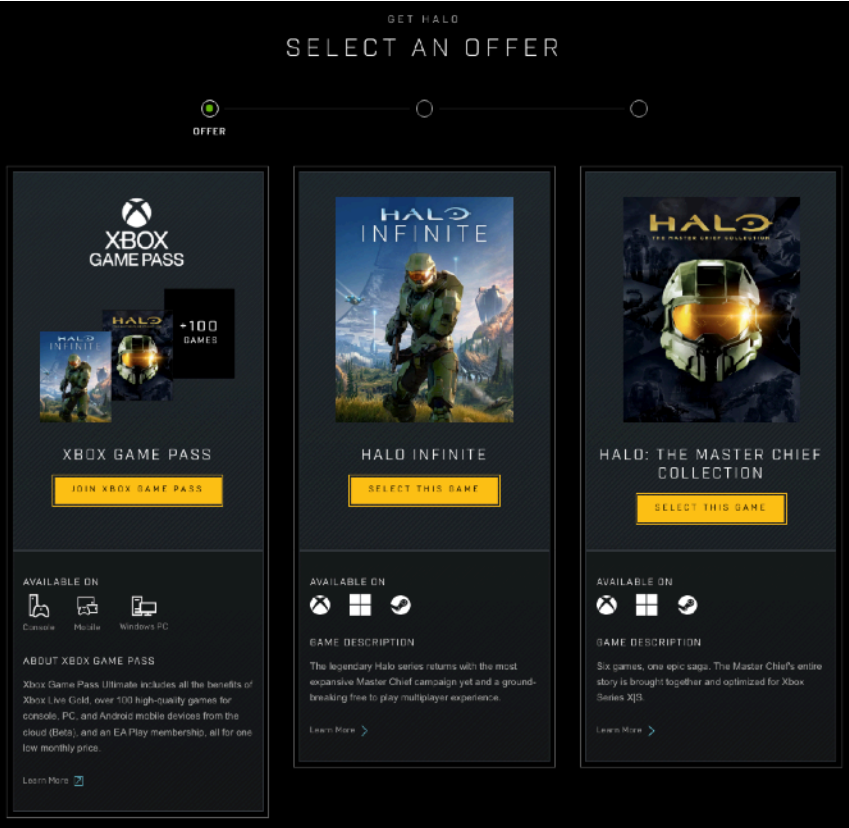 GET HALO
SELECT AN OFFER
OFFER
XBOX
GAME PASS
HALO
INFINITE
HALO
+100
GAMES
XBOX GAME PASS
JOIN XBOX GAME PASS
AVAILABLE ON
Console
Mobile
Windows PC
ABOUT XBOX GAME PASS
Xbox Game Pass Ultimate includes all the benefits of
Xbox Live Gold, over 100 high-quality games for
console, PC, and Android mobile devices from the
cloud (Beta), and an EA Play membership, all for one
low monthly price.
Learn More
HALO
INFINITE
HALO INFINITE
SELECT THIS GAME
AVAILABLE ON
GAME DESCRIPTION
The legendary Halo series returns with the most
expansive Master Chief campaign yet and a ground-
breaking free to play multiplayer experience.
Learn More
HALO
THE MASTER CHIEF COLLECTION
HALO: THE MASTER CHIEF
COLLECTION
SELECT THIS GAME
AVAILABLE ON
GAME DESCRIPTION
Six games, one epic saga. The Master Chief's entire
story is brought together and optimized for Xbox
Series X|S.
Learn More